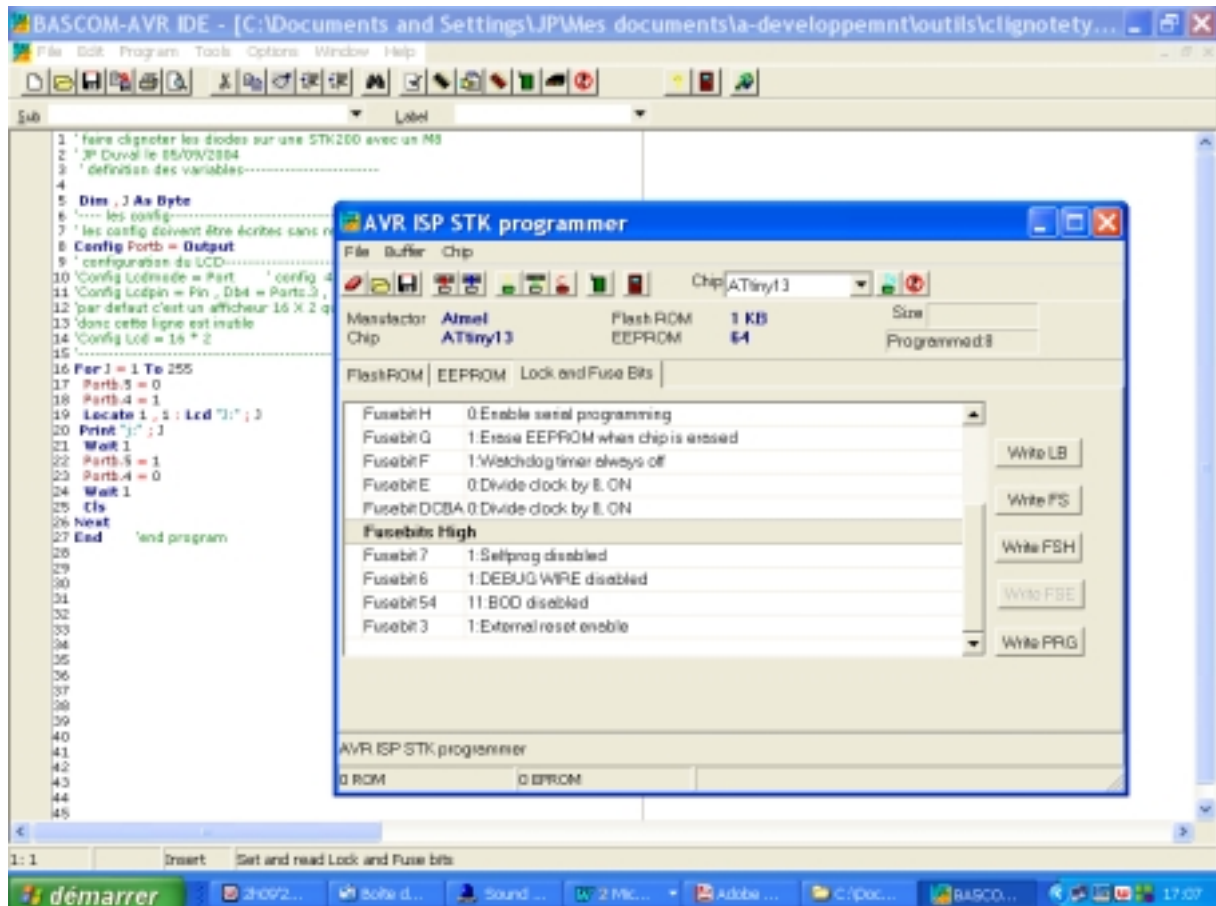 BASCOM-AVR IDE - [C:\Documents and Settings\JP\Mes documents\a-developpemnt\outils\clignotety...
File Edit Program Tools Options Window Help
Sub Label
1 ' faire clignoter les diodes sur une STK200 avec un M8
2 ' JP Duval le 05/09/2004
3 ' definition des variables---------------------------
4
5 Dim , J As Byte
6 '---- les config-----------------------------------
7 ' les config doivent être écrites sans
8 Config Portb = Output
9 ' configuration du LCD----------------------
10 'Config Lcdmode = Port ' config 4
11 'Config Lcdpin = Pin , Db4 = Portc.3 ,
12 'par defaut c'est un afficheur 16 X 2
13 'donc cette ligne est inutile
14 'Config Lcd = 16 * 2
15 '--------------------------------------------------
16 For J = 1 To 255
17 Portb.5 = 0
18 Portb.4 = 1
19 Locate 1 , 1 : Lcd "J:" ; J
20 Print "j:" ; J
21 Wait 1
22 Portb.5 = 1
23 Portb.4 = 0
24 Wait 1
25 Cls
26 Next
27 End 'end program
28
29
30
31
32
33
34
35
36
37
38
39
40
41
42
43
44
45
AVR ISP STK programmer
File Buffer Chip
Chip ATtiny13
Manufactor Atmel Flash ROM 1 KB Size
Chip ATtiny13 EEPROM 64 Programmed:8
FlashROM EEPROM Lock and Fuse Bits
Fusebit H 0:Enable serial programming
Fusebit G 1:Erase EEPROM when chip is erased
Fusebit F 1:Watchdog timer always off
Fusebit E 0:Divide clock by 8, ON
Fusebit DCBA 0:Divide clock by 8, ON
Fusebits High
Fusebit 7 1:Selfprog disabled
Fusebit 6 1:DEBUG WIRE disabled
Fusebit 54 11:BOD disabled
Fusebit 3 1:External reset enable
Write LB
Write FS
Write FSH
Write FSE
Write PRG
AVR ISP STK programmer
0 ROM 0 EPROM
1: 1 Insert Set and read Lock and Fuse bits
démarrer 2h09'2... Boîte d... Sound ... 2 Mic... Adobe ... C:\Doc... BASCO... 17:07